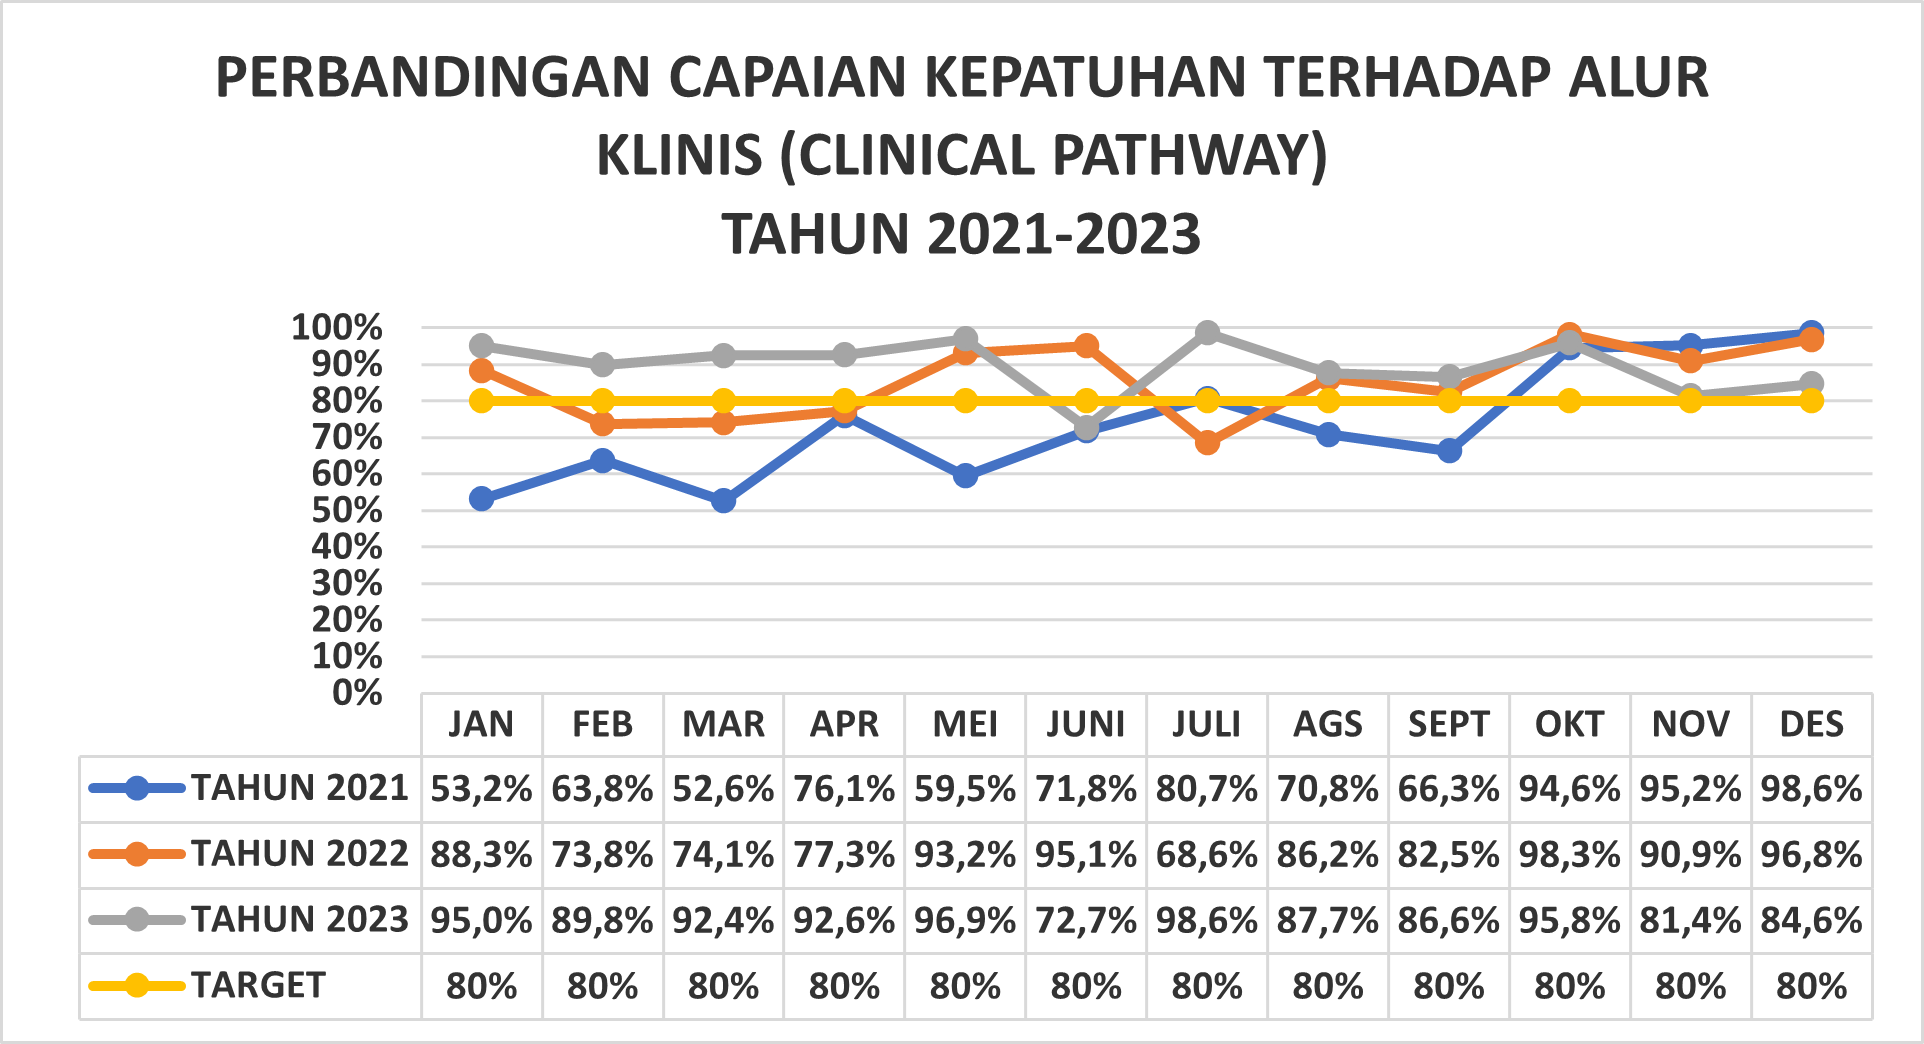 PERBANDINGAN CAPAIAN KEPATUHAN TERHADAP ALUR
KLINIS (CLINICAL PATHWAY)
TAHUN 2021-2023
100%
90%
80%
70%
60%
50%
40%
30%
20%
10%
0%
JAN FEB MAR APR MEI JUNI JULI AGS SEPT OKT NOV DES
TAHUN 2021 53,2% 63,8% 52,6% 76,1% 59,5% 71,8% 80,7% 70,8% 66,3% 94,6% 95,2% 98,6%
TAHUN 2022 88,3% 73,8% 74,1% 77,3% 93,2% 95,1% 68,6% 86,2% 82,5% 98,3% 90,9% 96,8%
TAHUN 2023 95,0% 89,8% 92,4% 92,6% 96,9% 72,7% 98,6% 87,7% 86,6% 95,8% 81,4% 84,6%
TARGET 80% 80% 80% 80% 80% 80% 80% 80% 80% 80% 80% 80%